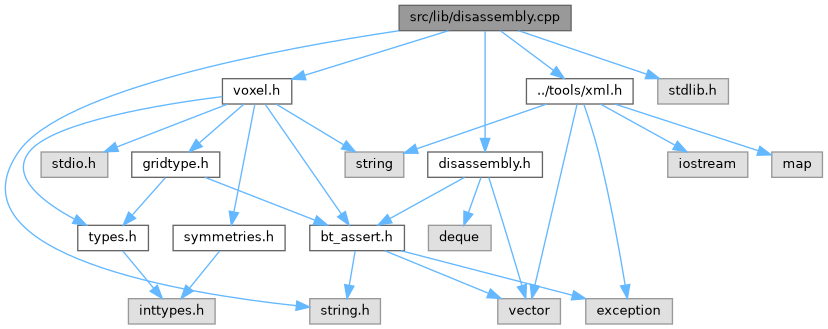 src/lib/disassembly.cpp
voxel.h
../tools/xml.h
stdlib.h
stdio.h
gridtype.h
string
disassembly.h
iostream
map
types.h
symmetries.h
bt_assert.h
deque
inttypes.h
string.h
vector
exception